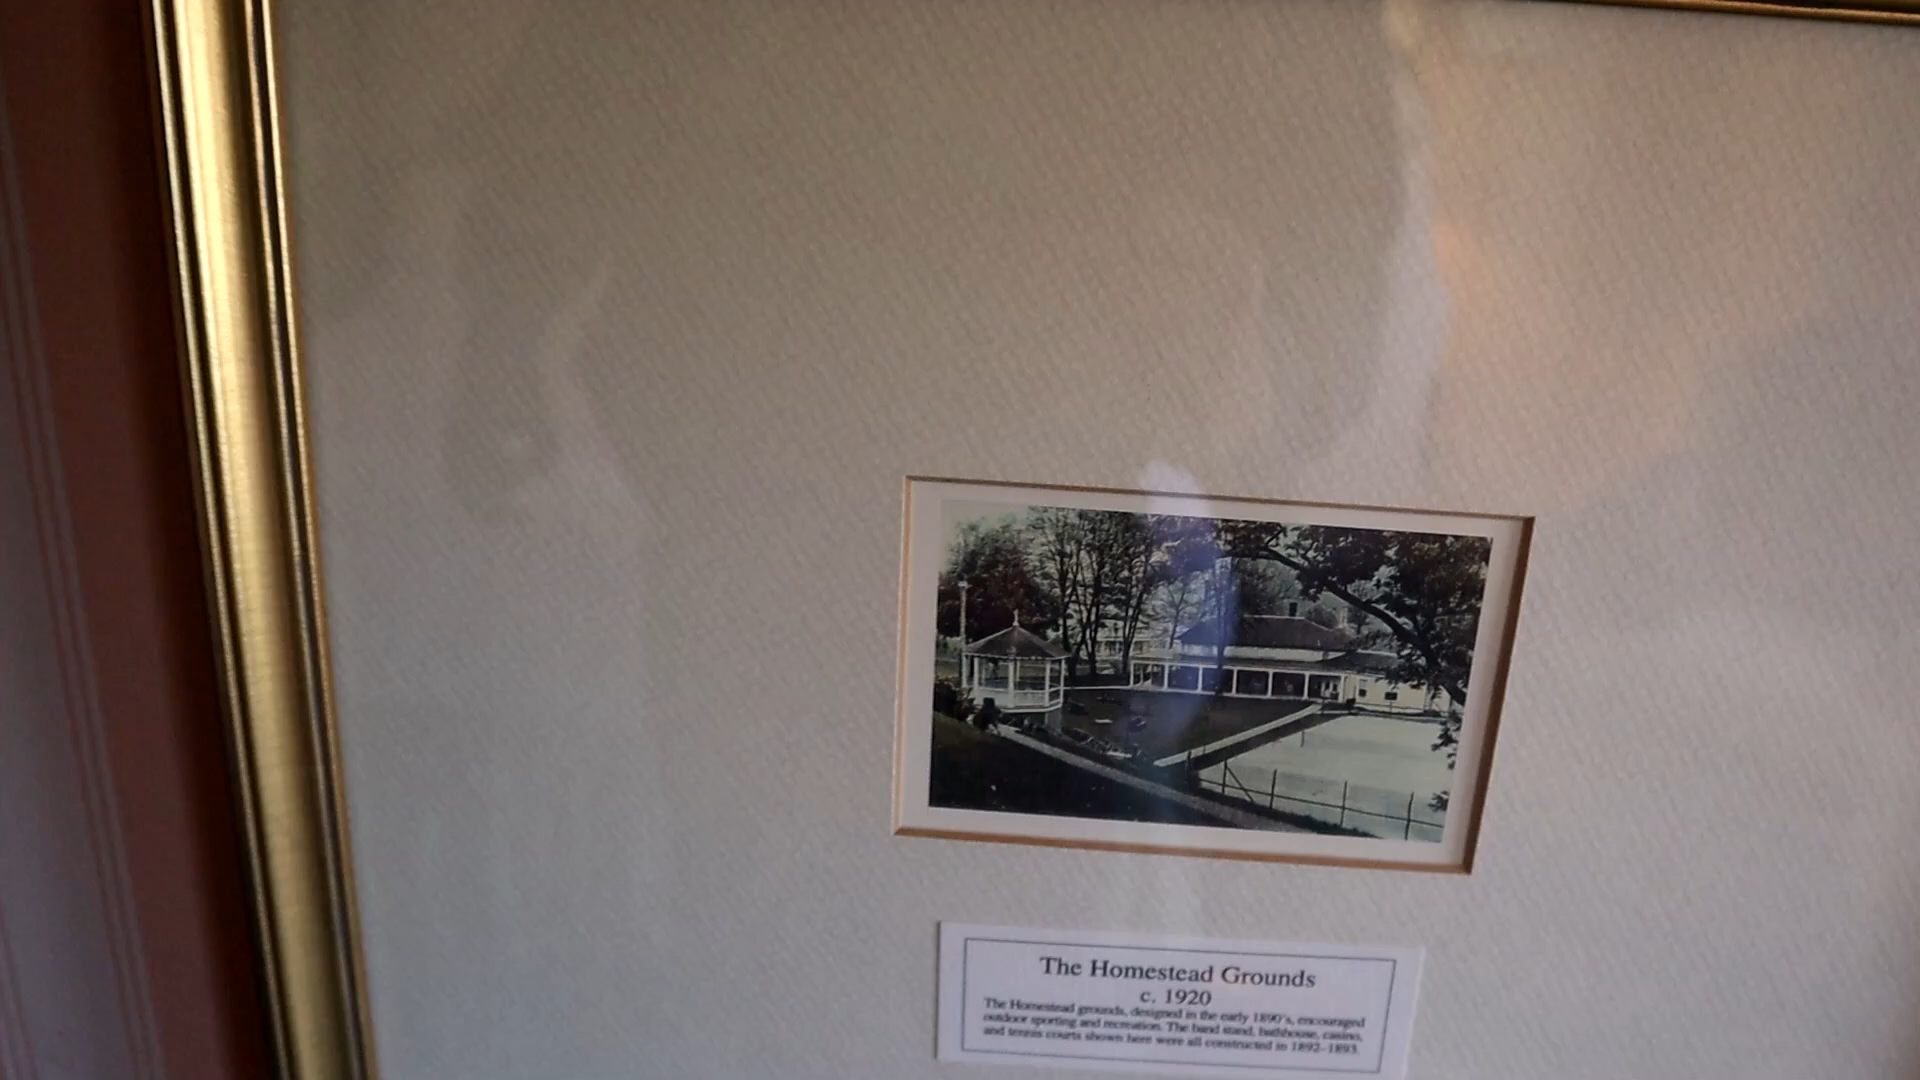 The Homestead Grounds
c. 1920
The Homestead grounds, designed in the early 1890's, encouraged
outdoor sporting and recreation. The band stand, bathhouse, casino,
and tennis courts shown here were all constructed in 1892-1893.